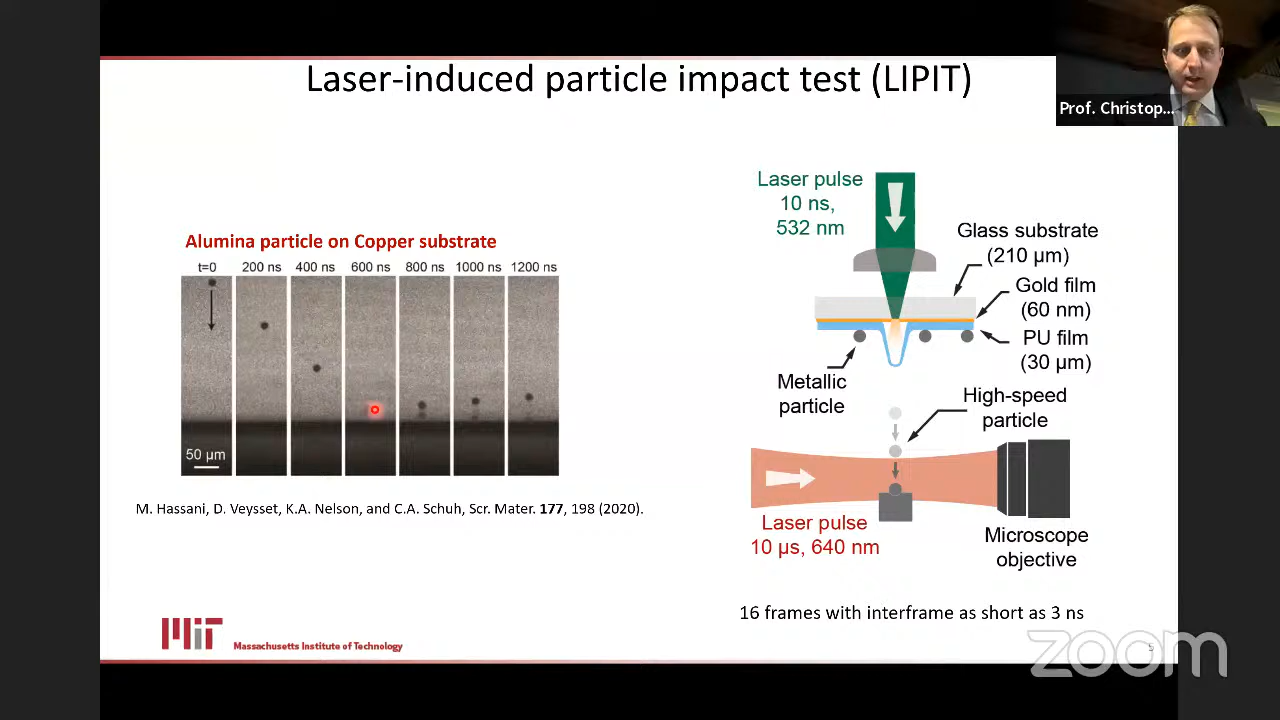 Laser-induced particle impact test (LIPIT)
Prof. Christop...
Alumina particle on Copper substrate
t=0 200 ns 400 ns 600 ns 800 ns 1000 ns 1200 ns
50 µm
M. Hassani, D. Veysset, K.A. Nelson, and C.A. Schuh, Scr. Mater. 177, 198 (2020).
Laser pulse
10 ns,
532 nm
Glass substrate
(210 µm)
Gold film
(60 nm)
PU film
(30 µm)
Metallic
particle
High-speed
particle
Laser pulse
10 µs, 640 nm
Microscope
objective
16 frames with interframe as short as 3 ns
MIT
Massachusetts Institute of Technology
zoom
5